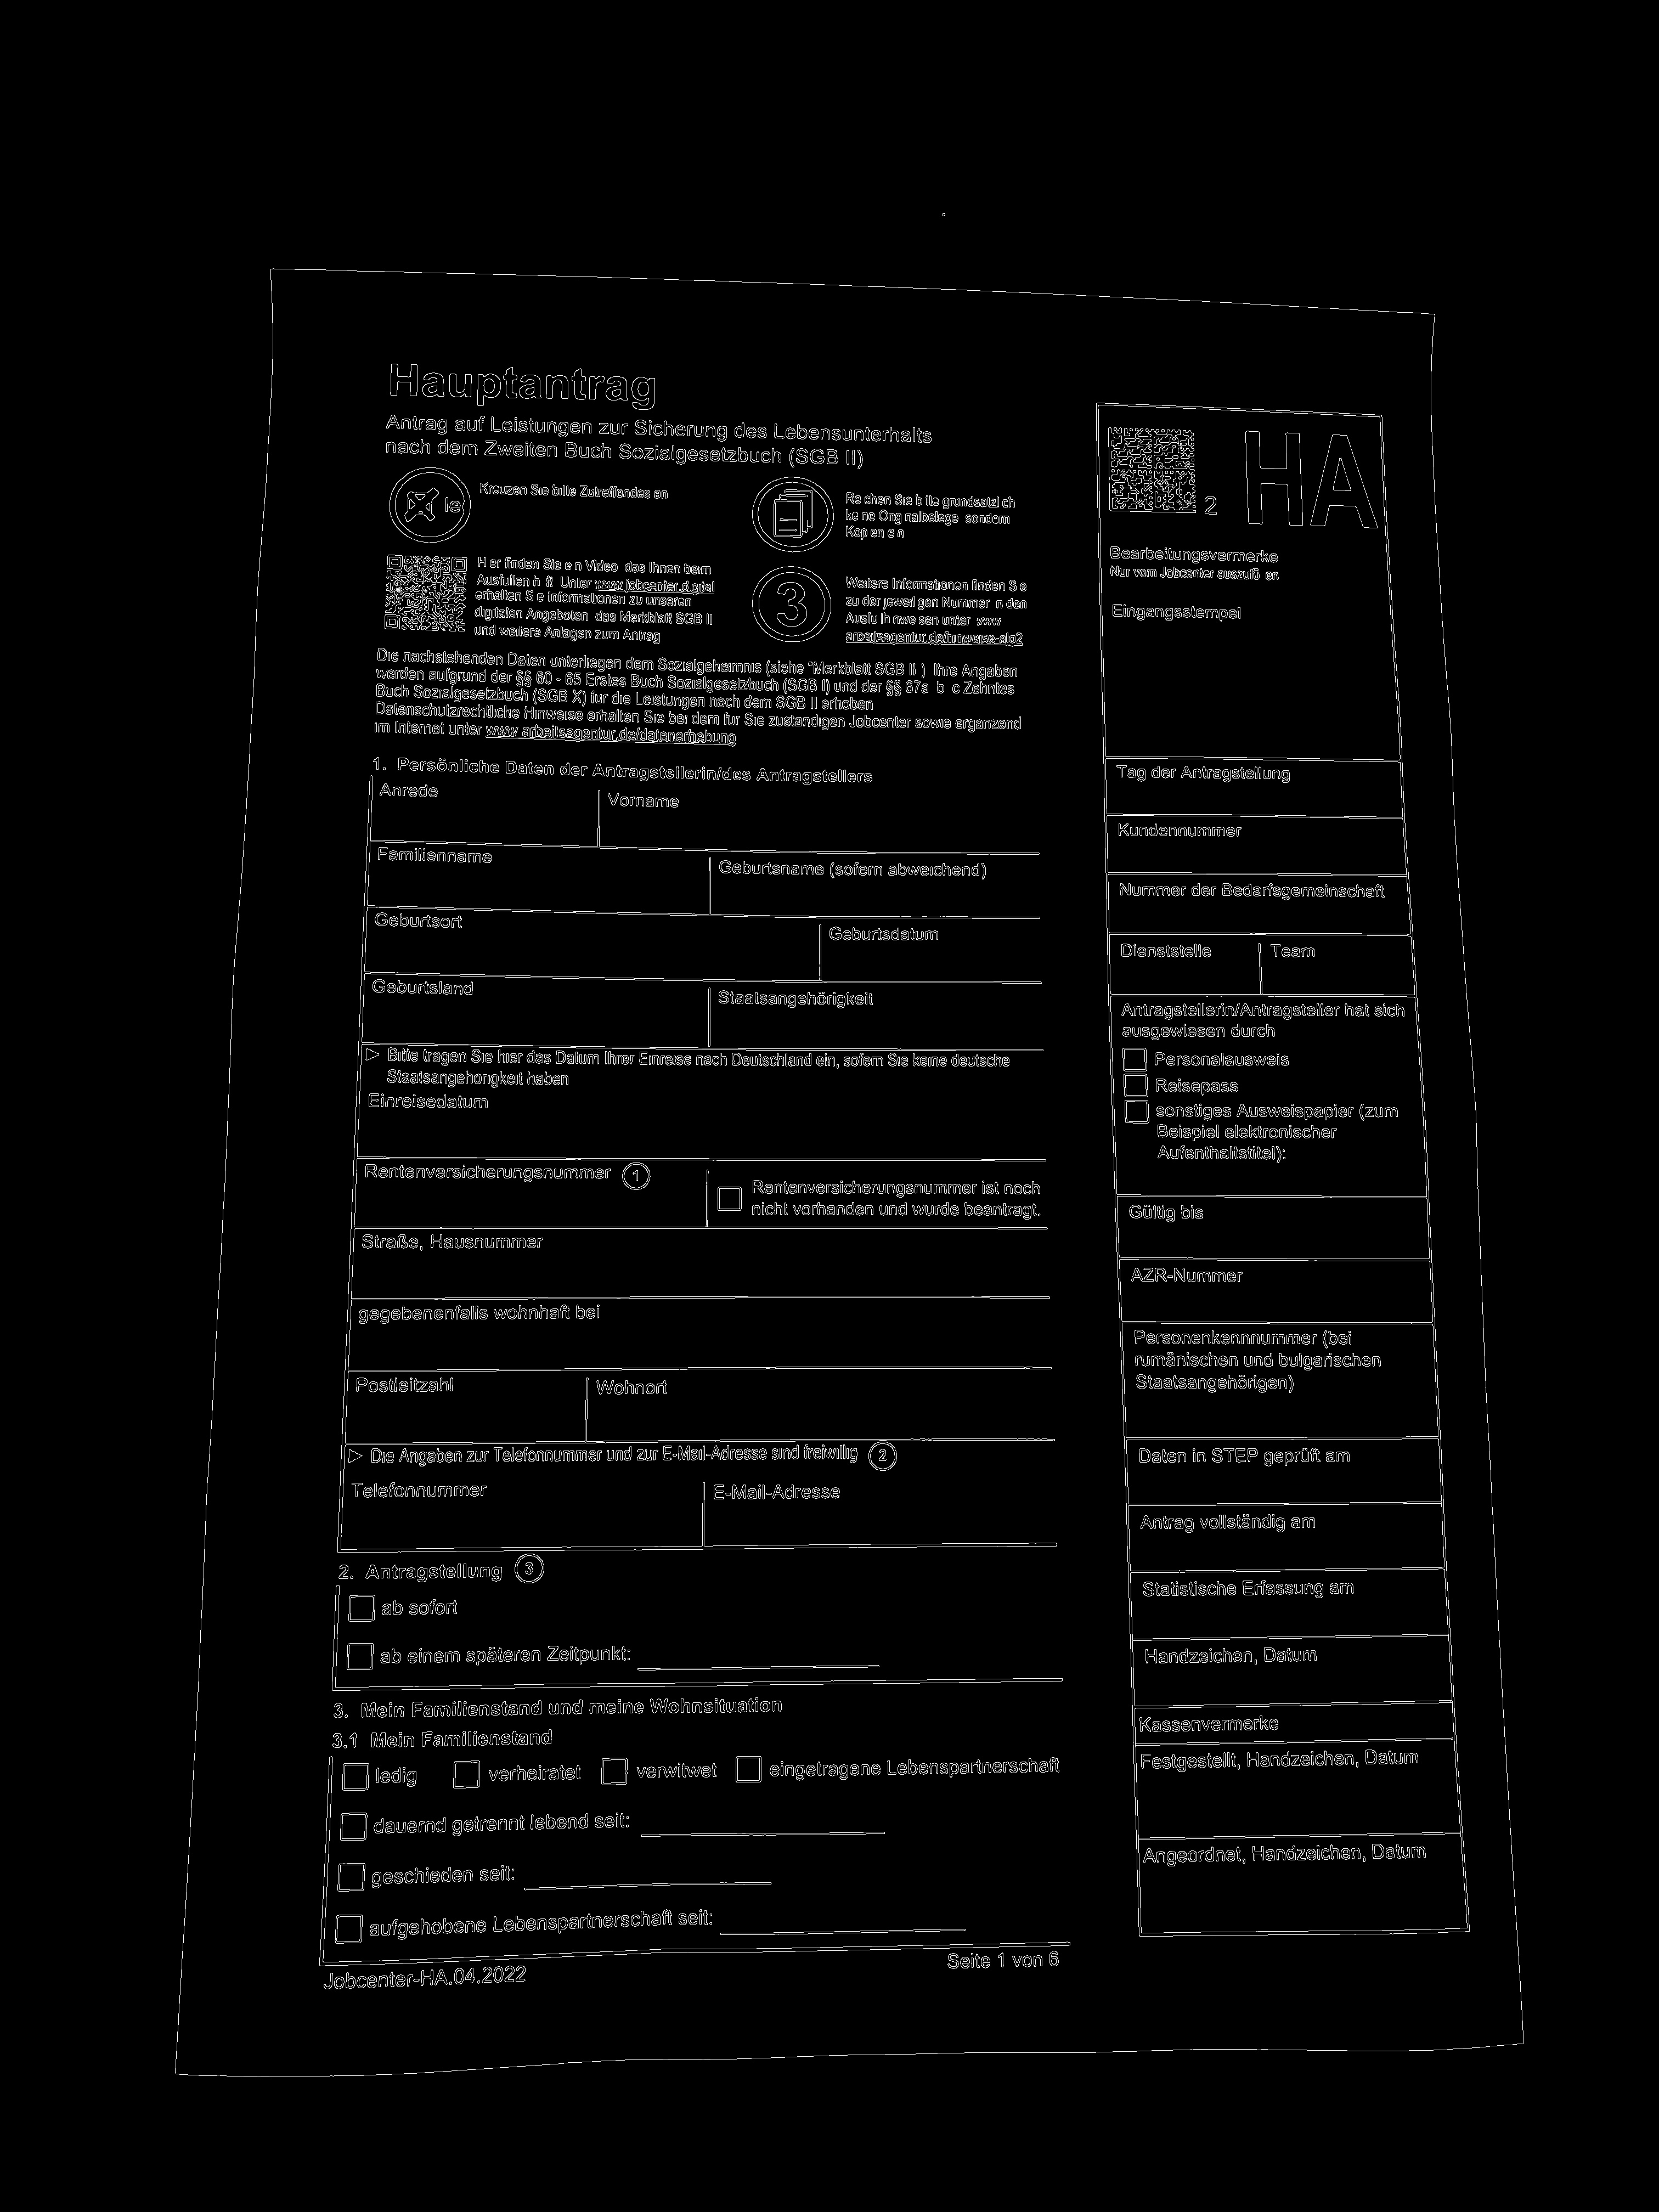 Hauptantrag
Antrag auf Leistungen zur Sicherung des Lebensunterhalts
nach dem Zweiten Buch Sozialgesetzbuch (SGB II)
Kreuzen Sie bitte Zutreffendes an
Reichen Sie bitte grundsätzlich
keine Originalbelege sondern
Kopien ein
Hier finden Sie ein Video das Ihnen beim
Ausfüllen hilft Unter www.jobcenter.digital
erhalten Sie Informationen zu unseren
digitalen Angeboten das Merkblatt SGB II
und weitere Anlagen zum Antrag
3
Weitere Informationen finden Sie
zu der jeweiligen Nummer in den
unter www
arbeitsagentur.de/hinweise-alg2
Die nachstehenden Daten unterliegen dem Sozialgeheimnis (siehe "Merkblatt SGB II") Ihre Angaben
werden aufgrund der §§ 60 - 65 Erstes Buch Sozialgesetzbuch (SGB I) und der §§ 67a b c Zehntes
Buch Sozialgesetzbuch (SGB X) für die Leistungen nach dem SGB II erhoben
Datenschutzrechtliche Hinweise erhalten Sie bei dem für Sie zuständigen Jobcenter sowie ergänzend
im Internet unter www.arbeitsagentur.de/datenerhebung
1. Persönliche Daten der Antragstellerin/des Antragstellers
Anrede
Vorname
Familienname
Geburtsname (sofern abweichend)
Geburtsort
Geburtsdatum
Geburtsland
Staatsangehörigkeit
Bitte tragen Sie hier das Datum Ihrer Einreise nach Deutschland ein, sofern Sie keine deutsche
Staatsangehörigkeit haben
Einreisedatum
Rentenversicherungsnummer 1
Rentenversicherungsnummer ist noch
nicht vorhanden und wurde beantragt.
Straße, Hausnummer
gegebenenfalls wohnhaft bei
Postleitzahl
Wohnort
Die Angaben zur Telefonnummer und zur E-Mail-Adresse sind freiwillig 2
Telefonnummer
E-Mail-Adresse
2. Antragstellung 3
ab sofort
ab einem späteren Zeitpunkt:
3. Mein Familienstand und meine Wohnsituation
3.1 Mein Familienstand
ledig verheiratet verwitwet eingetragene Lebenspartnerschaft
dauernd getrennt lebend seit:
geschieden seit:
aufgehobene Lebenspartnerschaft seit:
Jobcenter-HA.04.2022
Seite 1 von 6
2 HA
Bearbeitungsvermerke
Nur vom Jobcenter auszufüllen
Eingangsstempel
Tag der Antragstellung
Kundennummer
Nummer der Bedarfsgemeinschaft
Dienststelle
Team
Antragstellerin/Antragsteller hat sich
ausgewiesen durch
Personalausweis
Reisepass
sonstiges Ausweispapier (zum
Beispiel elektronischer
Aufenthaltstitel):
Gültig bis
AZR-Nummer
Personenkennnummer (bei
rumänischen und bulgarischen
Staatsangehörigen)
Daten in STEP geprüft am
Antrag vollständig am
Statistische Erfassung am
Handzeichen, Datum
Kassenvermerke
Festgestellt, Handzeichen, Datum
Angeordnet, Handzeichen, Datum